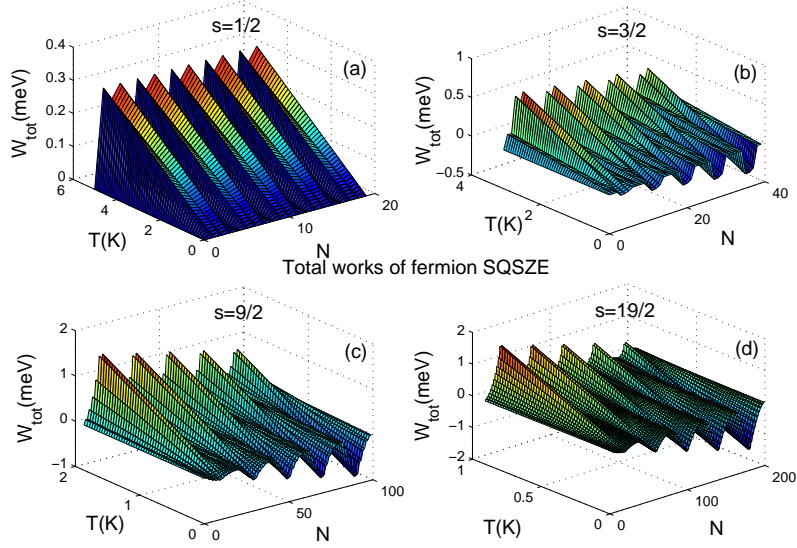 s=1/2
(a)
W_tot(meV)
0.4
0.3
0.2
0.1
0
6
4
2
0
T(K)
0
10
20
N
s=3/2
(b)
W_tot(meV)
1
0.5
0
−0.5
4
2
0
T(K)
0
20
40
N
Total works of fermion SQSZE
s=9/2
(c)
W_tot(meV)
2
1
0
−1
2
1
0
T(K)
0
50
100
N
s=19/2
(d)
W_tot(meV)
2
1
0
−1
−2
1
0.5
0
T(K)
0
100
200
N